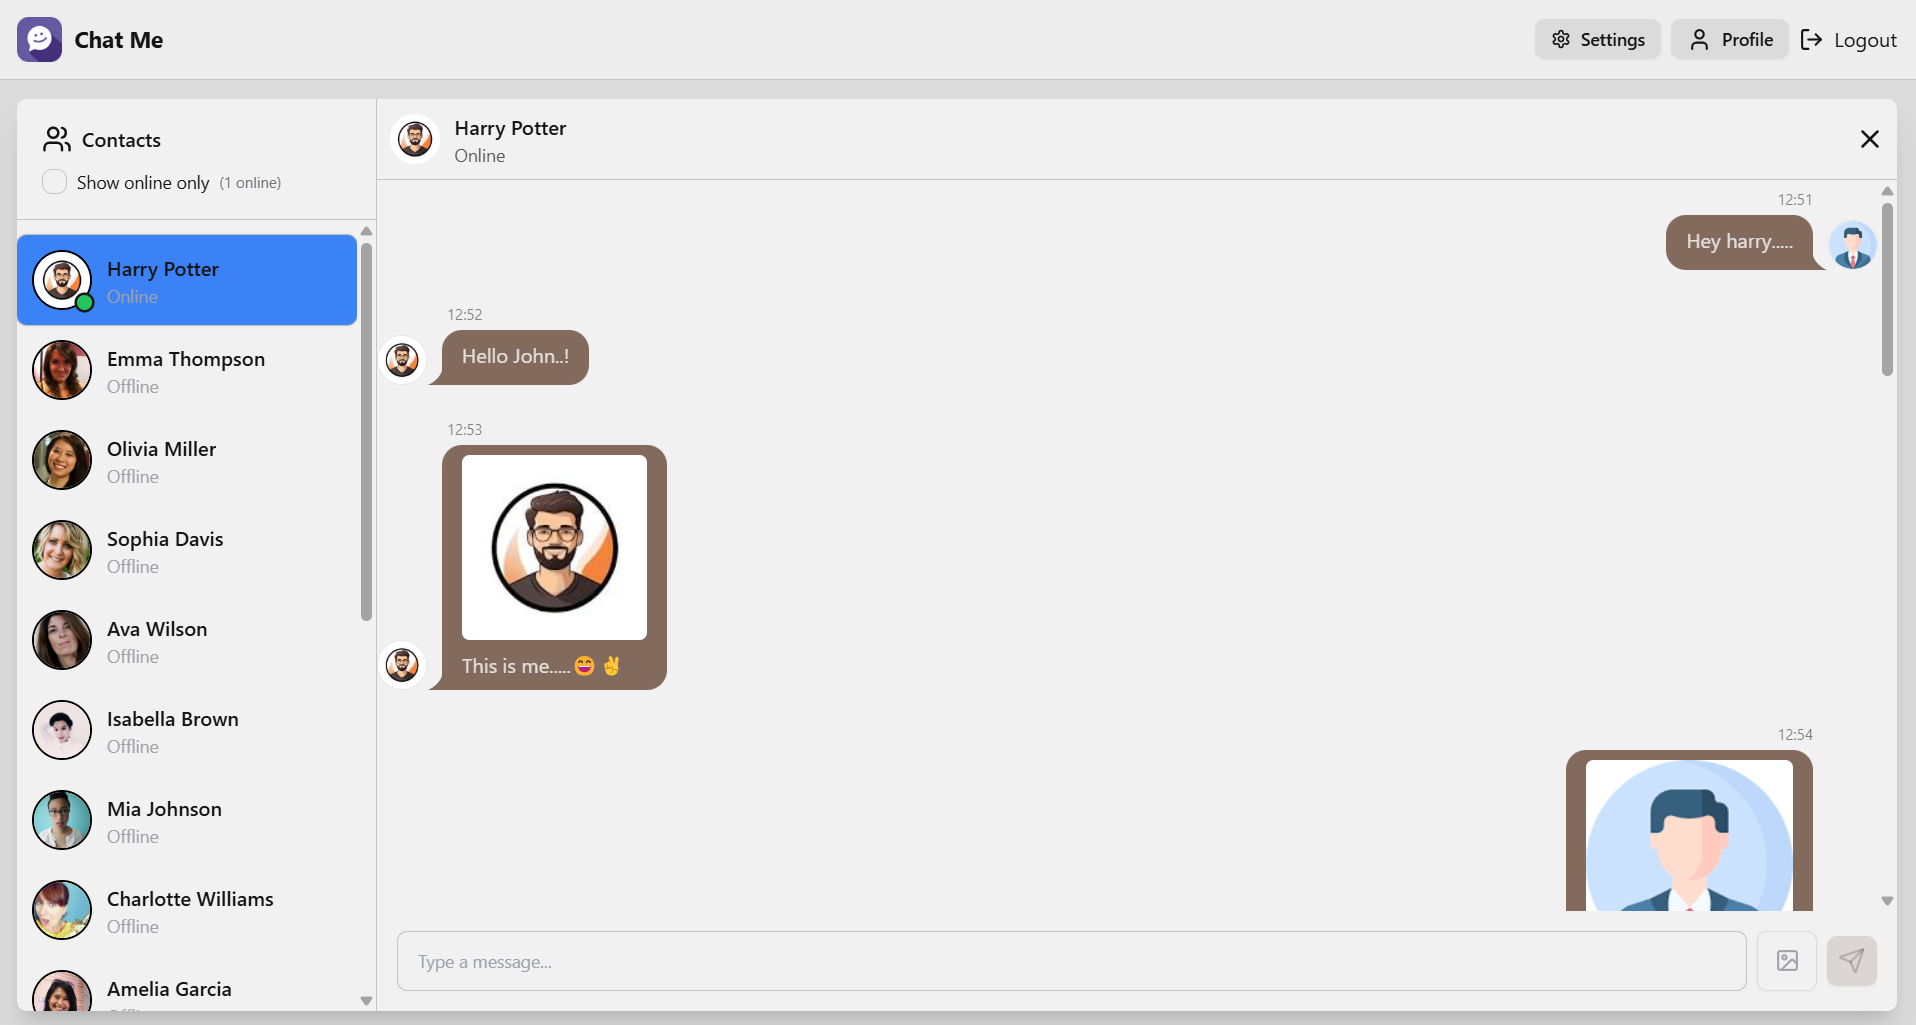 Chat Me
Settings
Profile
Logout
Contacts
Show online only (1 online)
Harry Potter
Online
Emma Thompson
Offline
Olivia Miller
Offline
Sophia Davis
Offline
Ava Wilson
Offline
Isabella Brown
Offline
Mia Johnson
Offline
Charlotte Williams
Offline
Amelia Garcia
Harry Potter
Online
12:51
Hey harry.....
12:52
Hello John..!
12:53
This is me.....😄✌️
12:54
Type a message...